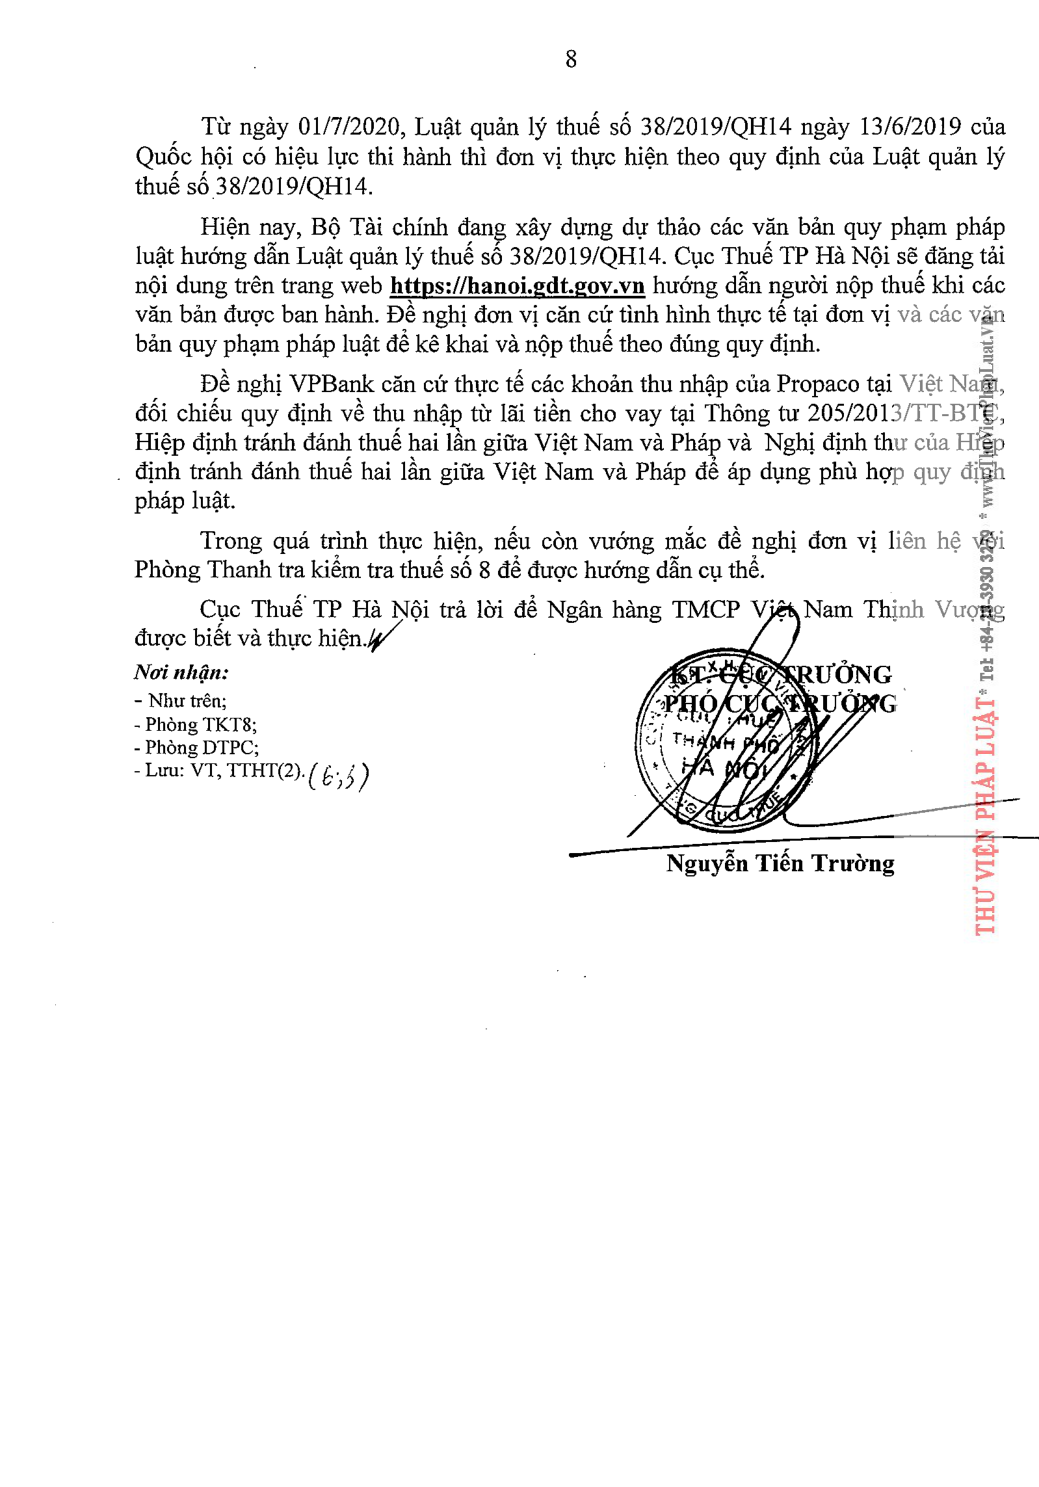 8
Từ ngày 01/7/2020, Luật quản lý thuế số 38/2019/QH14 ngày 13/6/2019 của
Quốc hội có hiệu lực thi hành thì đơn vị thực hiện theo quy định của Luật quản lý
thuế số 38/2019/QH14.
Hiện nay, Bộ Tài chính đang xây dựng dự thảo các văn bản quy phạm pháp
luật hướng dẫn Luật quản lý thuế số 38/2019/QH14. Cục Thuế TP Hà Nội sẽ đăng tải
nội dung trên trang web https://hanoi.gdt.gov.vn hướng dẫn người nộp thuế khi các
văn bản được ban hành. Đề nghị đơn vị căn cứ tình hình thực tế tại đơn vị và các văn
bản quy phạm pháp luật để kê khai và nộp thuế theo đúng quy định.
Đề nghị VPBank căn cứ thực tế các khoản thu nhập của Propaco tại Việt Nam,
đối chiếu quy định về thu nhập từ lãi tiền cho vay tại Thông tư 205/2013/TT-BTC,
Hiệp định tránh đánh thuế hai lần giữa Việt Nam và Pháp và Nghị định thư của Hiệp
định tránh đánh thuế hai lần giữa Việt Nam và Pháp để áp dụng phù hợp quy định
pháp luật.
Trong quá trình thực hiện, nếu còn vướng mắc đề nghị đơn vị liên hệ với
Phòng Thanh tra kiểm tra thuế số 8 để được hướng dẫn cụ thể.
Cục Thuế TP Hà Nội trả lời để Ngân hàng TMCP Việt Nam Thịnh Vượng
được biết và thực hiện.
Nơi nhận:
- Như trên;
- Phòng TKT8;
- Phòng DTPC;
- Lưu: VT, TTHT(2).
KT. CỤC TRƯỞNG
PHÓ CỤC TRƯỞNG
CỤC THUẾ
THÀNH PHỐ
HÀ NỘI
TỔNG CỤC THUẾ
Nguyễn Tiến Trường
THƯ VIỆN PHÁP LUẬT * Tel: +84-28-3930 3279 * www.ThuVienPhapLuat.vn